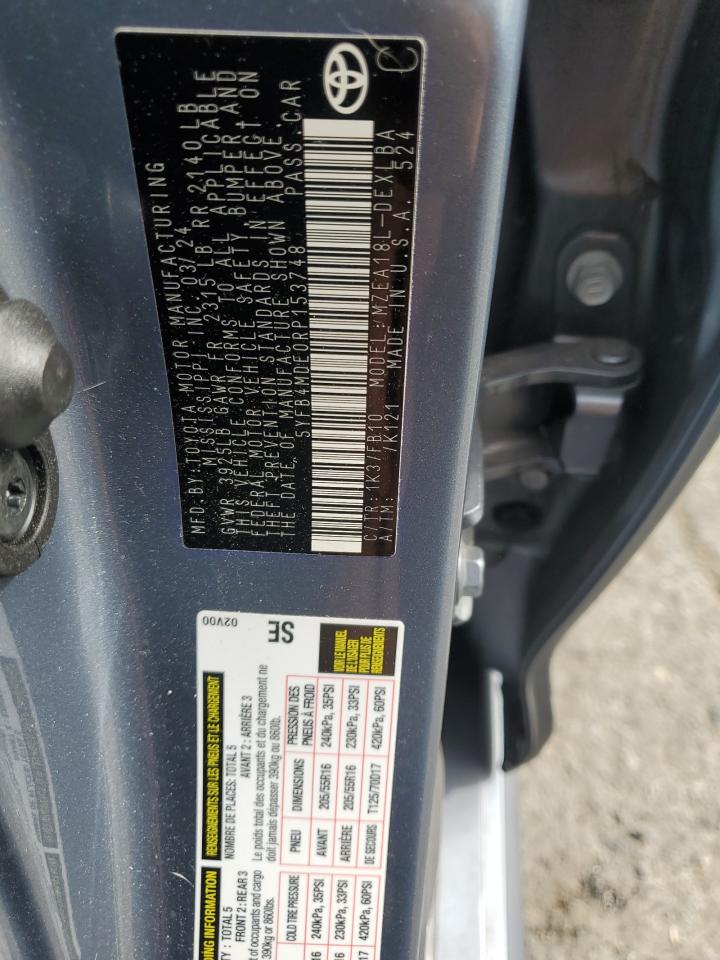 MFD.BY:TOYOTA MOTOR MANUFACTURING
MISSISSIPPI, INC. 03/24
GVWR 3925LB GAWR FR 2315LB RR 2140LB
THIS VEHICLE CONFORMS TO ALL APPLICABLE
FEDERAL MOTOR VEHICLE SAFETY, BUMPER AND
THEFT PREVENTION STANDARDS IN EFFECT ON
THE DATE OF MANUFACTURE SHOWN ABOVE.
5YFB4MDE0RP153748 PASS.CAR
C/TR: 1K3/FB10 MODEL:MZEA18L-DEXLBA
A/TM: /K121 MADE IN U.S.A. 524
C
02V00
SE
RENSEIGNEMENTS SUR LES PNEUS ET LE CHARGEMENT
NOMBRE DE PLACES: TOTAL 5
AVANT 2 : ARRIÈRE 3
Le poids total des occupants et du chargement ne
doit jamais dépasser 390kg ou 860lb.
PNEU DIMENSIONS PRESSION DES PNEUS À FROID
AVANT 205/55R16 240kPa, 35PSI
ARRIÈRE 205/55R16 230kPa, 33PSI
DE SECOURS T125/70D17 420kPa, 60PSI
VOIR LE MANUEL
DE L'USAGER
POUR PLUS DE
RENSEIGNEMENTS
INFORMATION
: TOTAL 5
FRONT 2 : REAR 3
of occupants and cargo
390kg or 860lbs.
COLD TIRE PRESSURE
16 240kPa, 35PSI
16 230kPa, 33PSI
17 420kPa, 60PSI